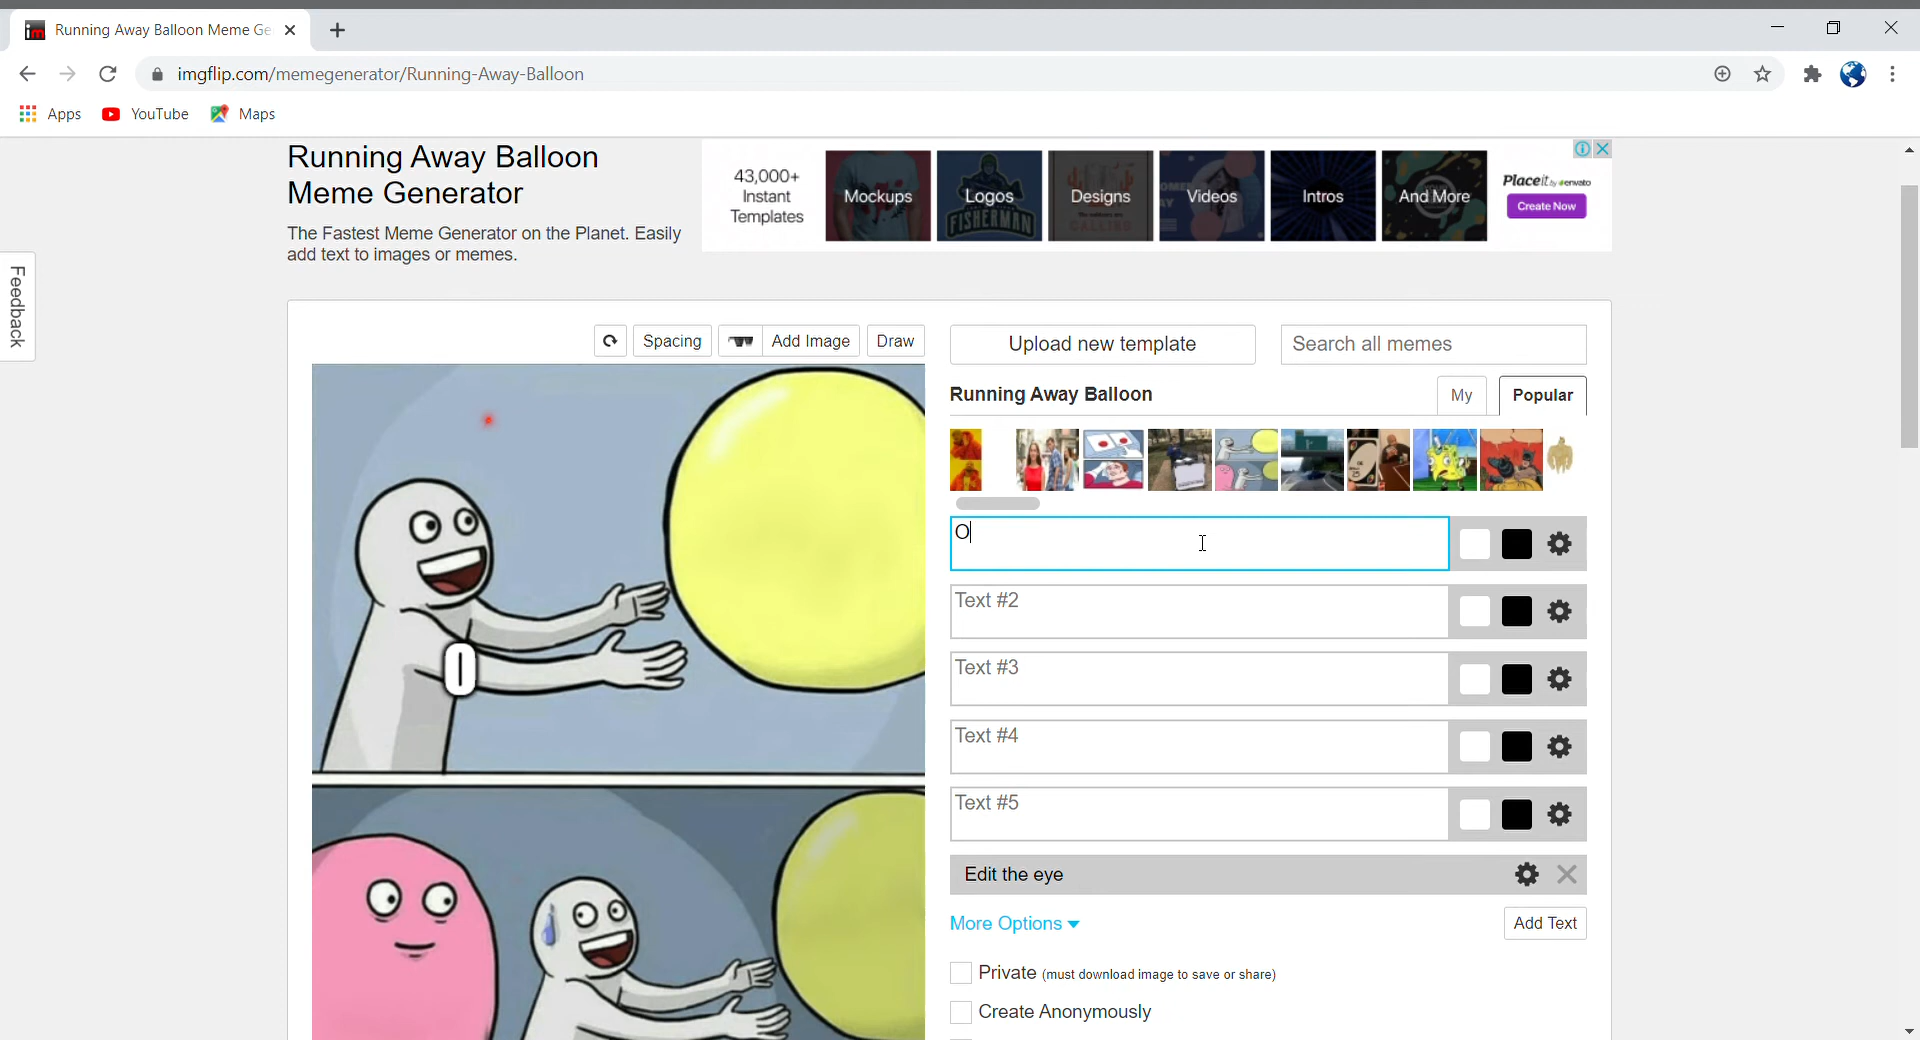 Running Away Balloon Meme Ge
imgflip.com/memegenerator/Running-Away-Balloon
Apps
YouTube
Maps
Running Away Balloon
Meme Generator
The Fastest Meme Generator on the Planet. Easily
add text to images or memes.
43,000+
Instant
Templates
Mockups
Logos
FISHERMAN
Designs
Videos
Intros
And More
Placeit by envato
Create Now
Feedback
Spacing
Add Image
Draw
Upload new template
Search all memes
Running Away Balloon
My
Popular
O
O
Text #2
Text #3
Text #4
Text #5
Edit the eye
More Options
Add Text
Private (must download image to save or share)
Create Anonymously